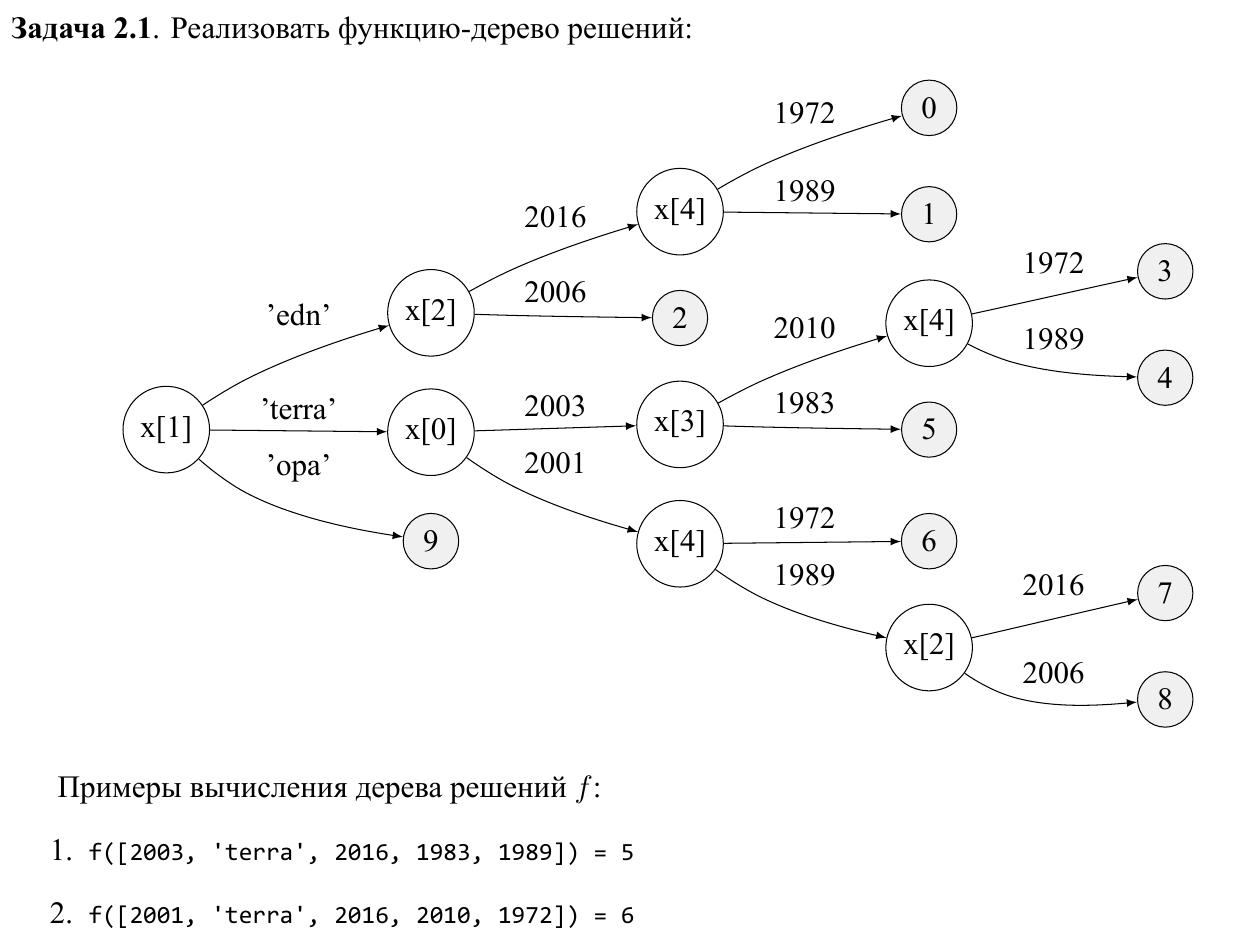 Задача 2.1. Реализовать функцию-дерево решений:
1972
0
x[4]
1989
1
2016
1972
3
'edn'
x[2]
2006
2
2010
x[4]
1989
4
x[1]
'terra'
x[0]
2003
x[3]
1983
5
'opa'
2001
9
x[4]
1972
6
1989
2016
7
x[2]
2006
8
Примеры вычисления дерева решений f:
1. f([2003, 'terra', 2016, 1983, 1989]) = 5
2. f([2001, 'terra', 2016, 2010, 1972]) = 6